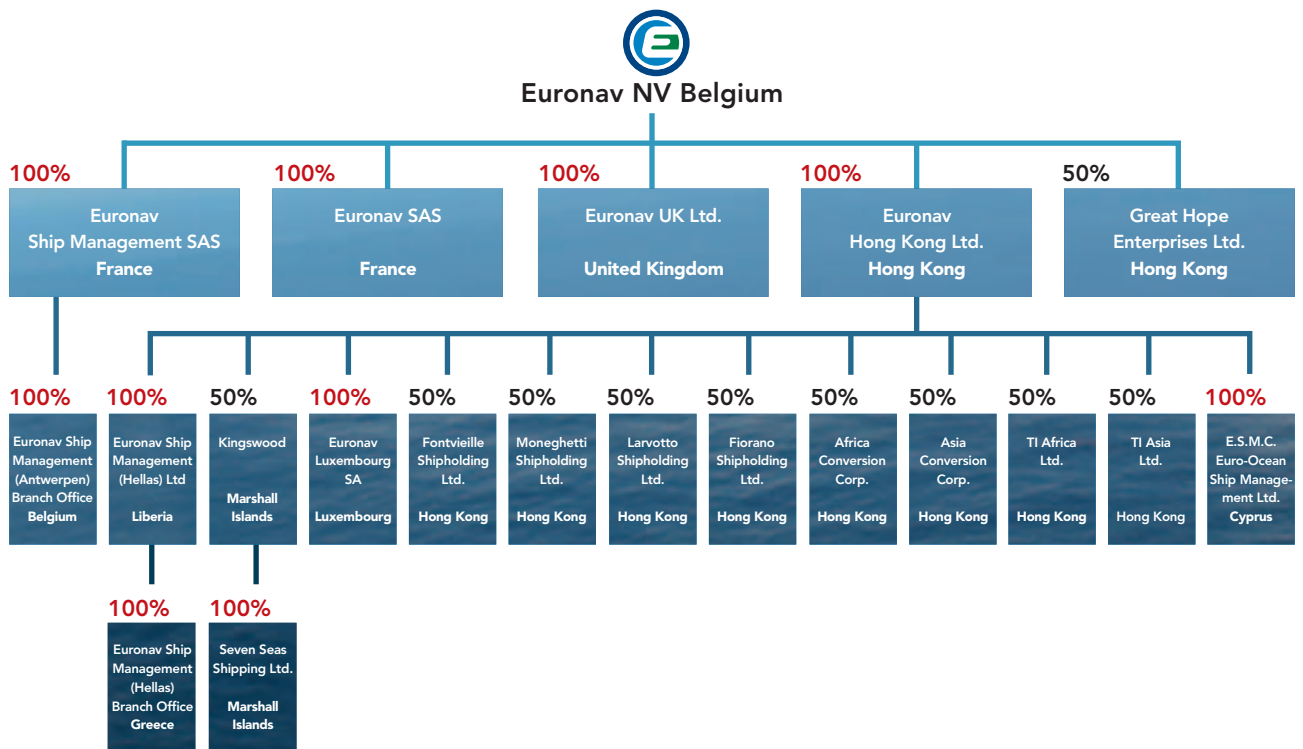 Euronav NV Belgium
100%
Euronav
Ship Management SAS
France
100%
Euronav SAS
France
100%
Euronav UK Ltd.
United Kingdom
100%
Euronav
Hong Kong Ltd.
Hong Kong
50%
Great Hope
Enterprises Ltd.
Hong Kong
100%
Euronav Ship
Management
(Antwerpen)
Branch Office
Belgium
100%
Euronav Ship
Management
(Hellas) Ltd
Liberia
50%
Kingswood
Marshall
Islands
100%
Euronav
Luxembourg
SA
Luxembourg
50%
Fontvieille
Shipholding
Ltd.
Hong Kong
50%
Moneghetti
Shipholding
Ltd.
Hong Kong
50%
Larvotto
Shipholding
Ltd.
Hong Kong
50%
Fiorano
Shipholding
Ltd.
Hong Kong
50%
Africa
Conversion
Corp.
Hong Kong
50%
Asia
Conversion
Corp.
Hong Kong
50%
TI Africa
Ltd.
Hong Kong
50%
TI Asia
Ltd.
Hong Kong
100%
E.S.M.C.
Euro-Ocean
Ship Manage-
ment Ltd.
Cyprus
100%
Euronav Ship
Management
(Hellas)
Branch Office
Greece
100%
Seven Seas
Shipping Ltd.
Marshall
Islands